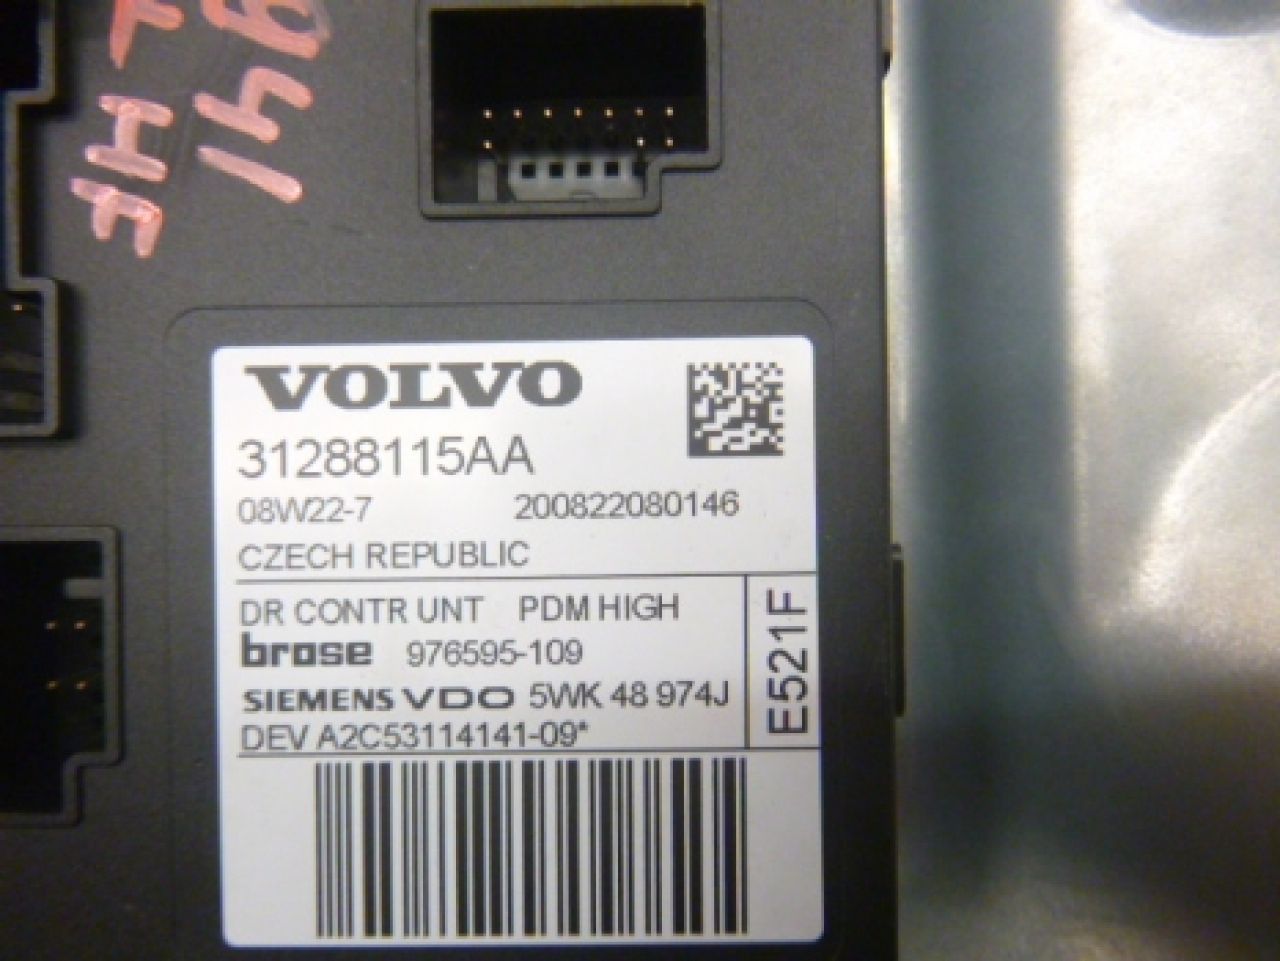 VOLVO
31288115AA
08W22-7 200822080146
CZECH REPUBLIC
DR CONTR UNT PDM HIGH
brose 976595-109
SIEMENS VDO 5WK 48 974J
DEV A2C53114141-09*
E521F